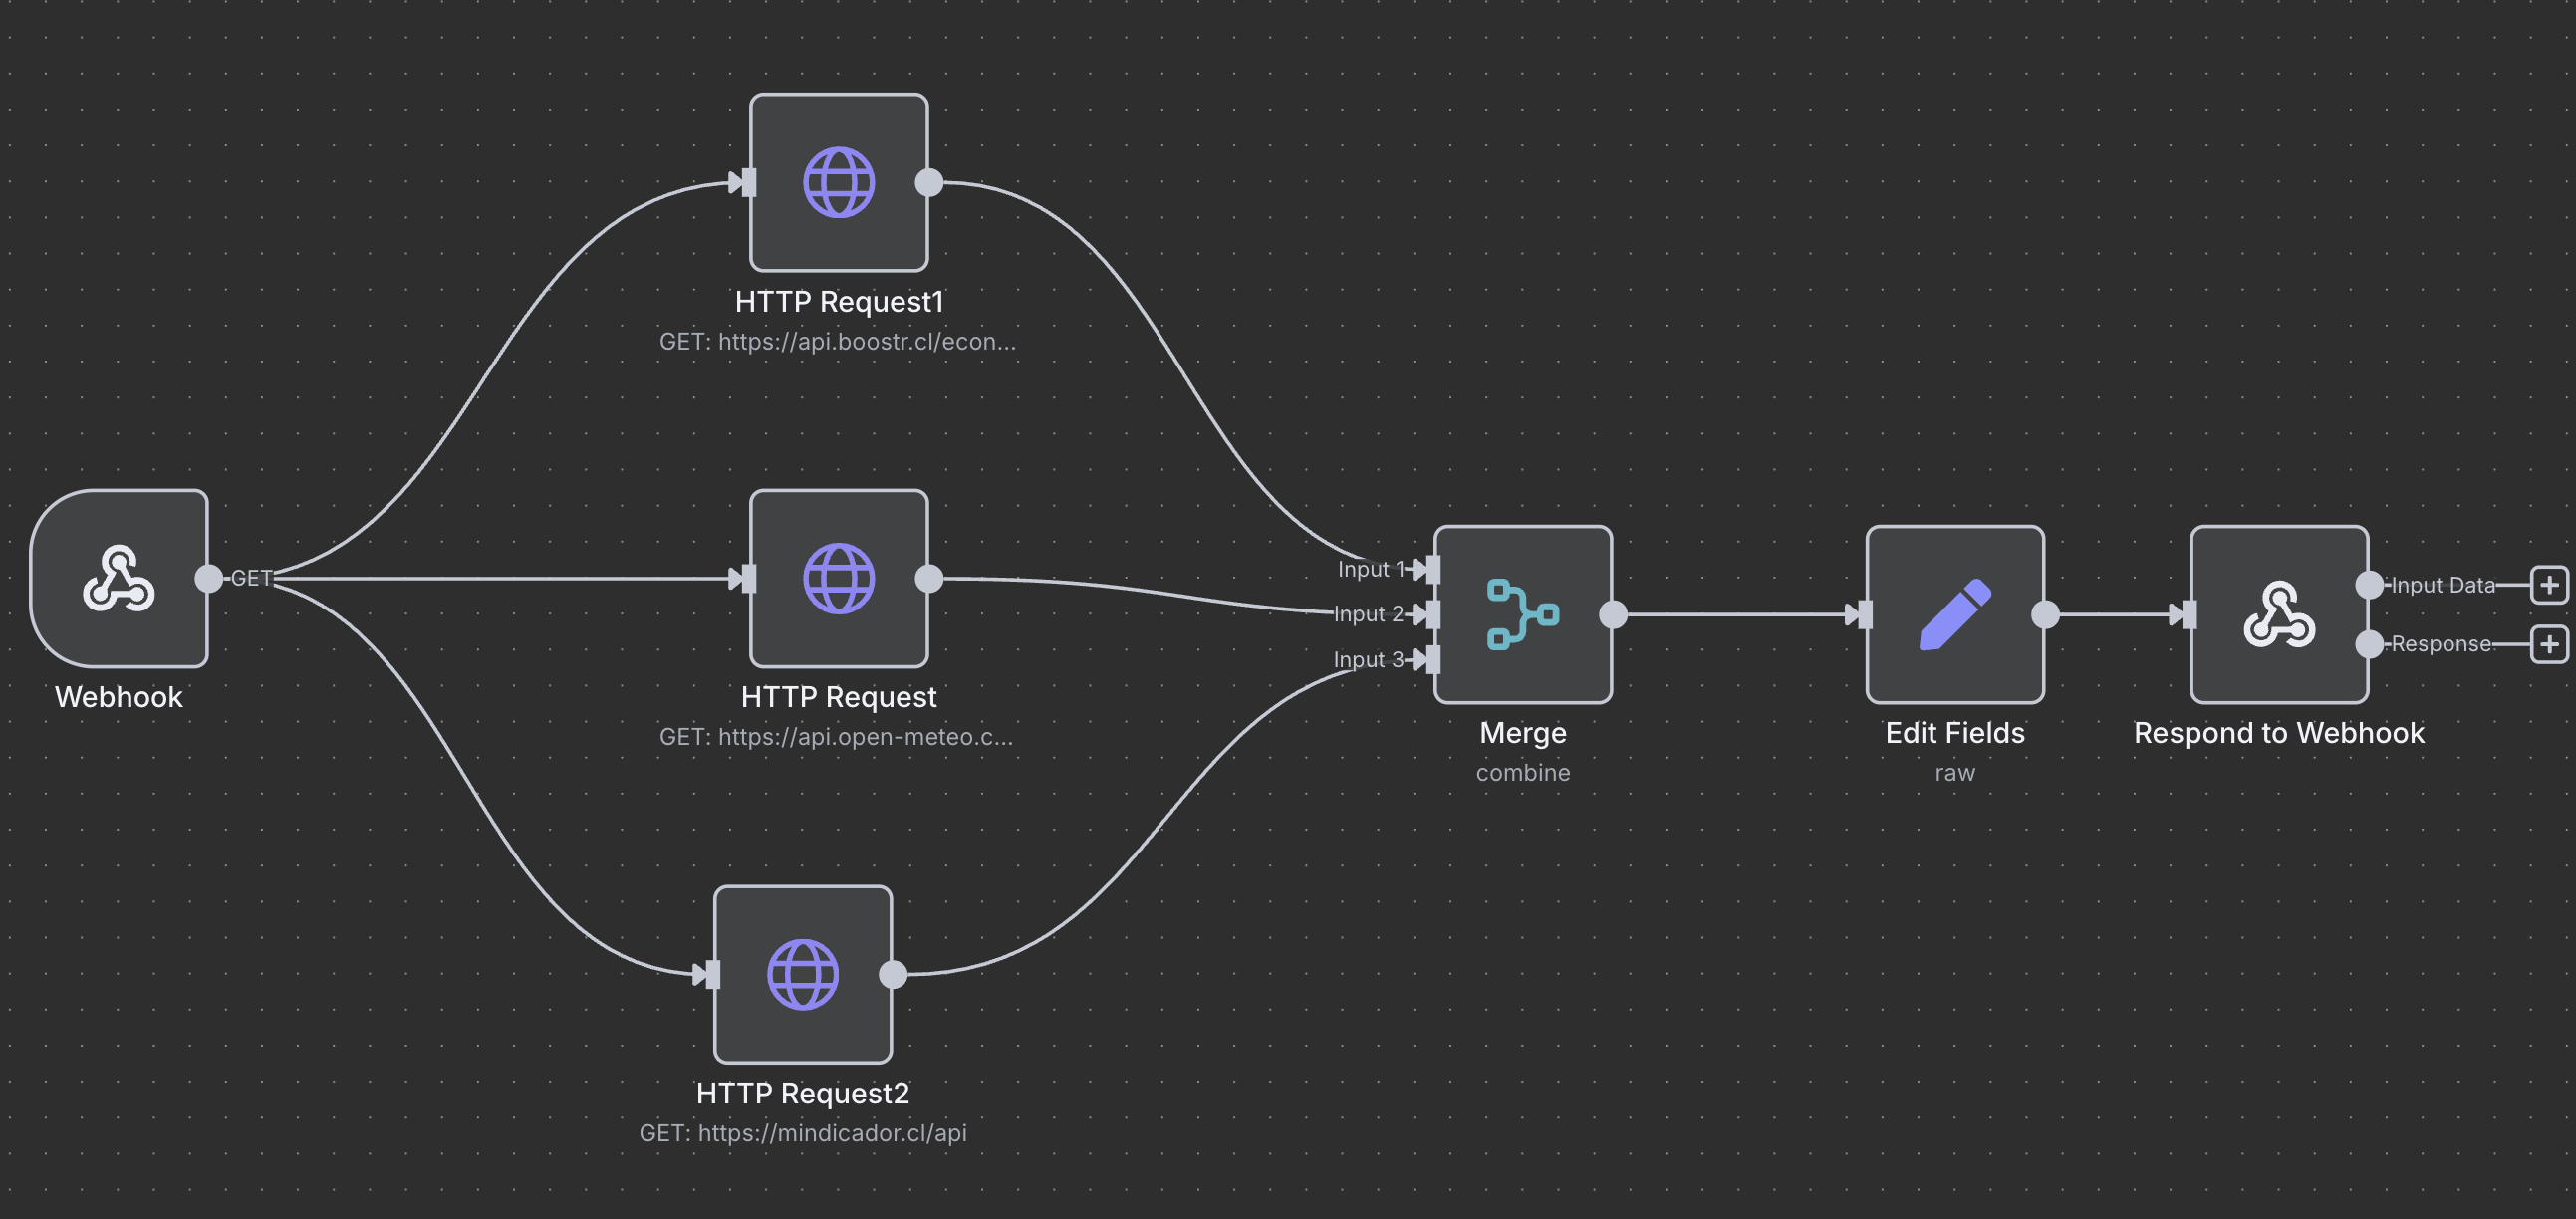 HTTP Request1
GET: https://api.boostr.cl/econ...
GET
Webhook
HTTP Request
GET: https://api.open-meteo.c...
Input 1
Input 2
Input 3
Merge
combine
Edit Fields
raw
Input Data
Response
Respond to Webhook
HTTP Request2
GET: https://mindicador.cl/api